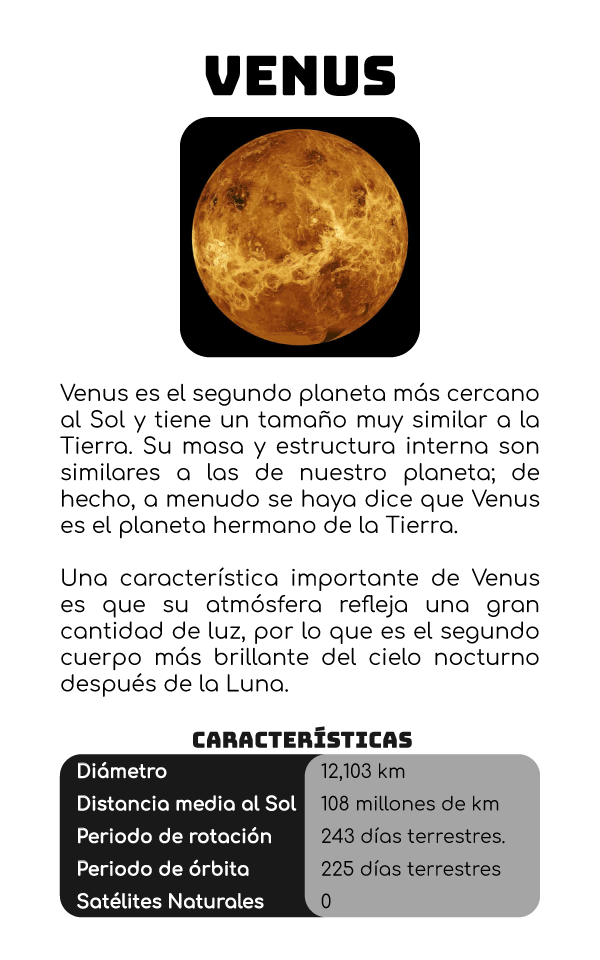 VENUS
Venus es el segundo planeta más cercano
al Sol y tiene un tamaño muy similar a la
Tierra. Su masa y estructura interna son
similares a las de nuestro planeta; de
hecho, a menudo se haya dice que Venus
es el planeta hermano de la Tierra.
Una característica importante de Venus
es que su atmósfera refleja una gran
cantidad de luz, por lo que es el segundo
cuerpo más brillante del cielo nocturno
después de la Luna.
CARACTERÍSTICAS
Diámetro 12,103 km
Distancia media al Sol 108 millones de km
Periodo de rotación 243 días terrestres.
Periodo de órbita 225 días terrestres
Satélites Naturales 0